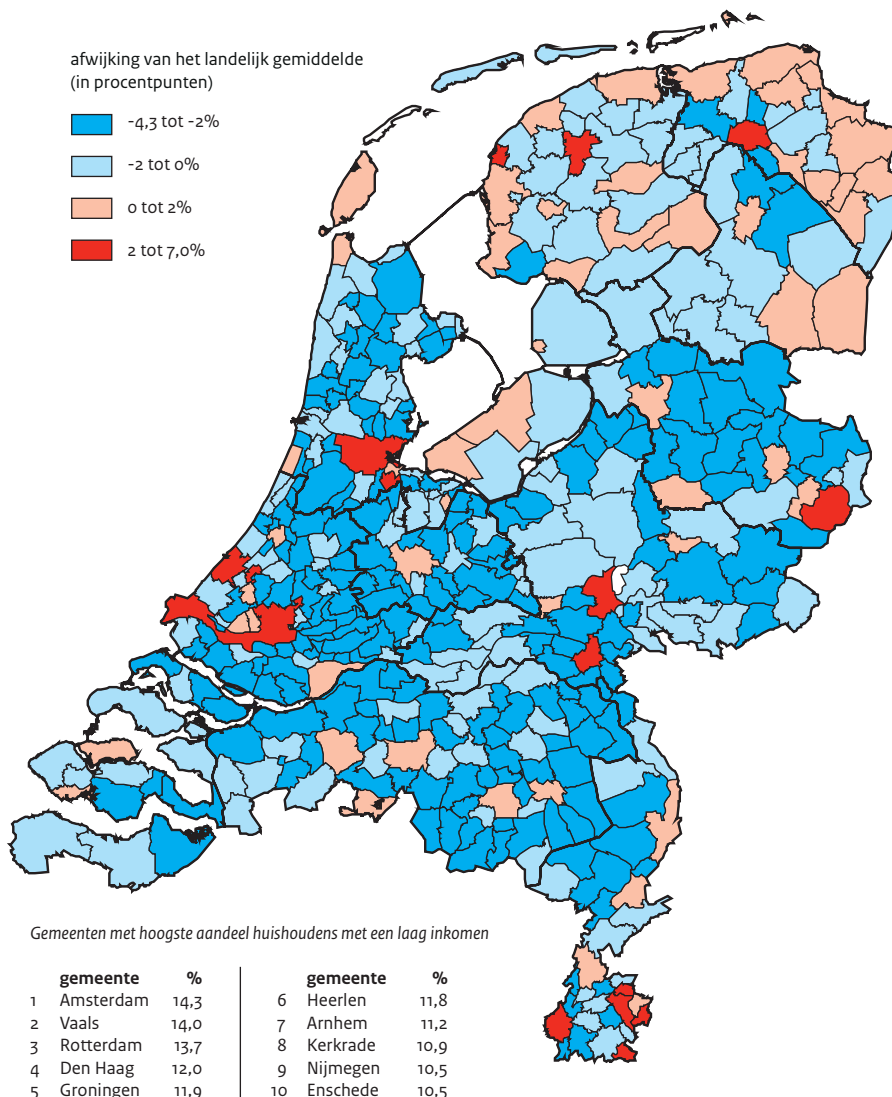 afwijking van het landelijk gemiddelde
(in procentpunten)
-4,3 tot -2%
-2 tot 0%
0 tot 2%
2 tot 7,0%
Gemeenten met hoogste aandeel huishoudens met een laag inkomen
gemeente %
1 Amsterdam 14,3
2 Vaals 14,0
3 Rotterdam 13,7
4 Den Haag 12,0
5 Groningen 11,9
gemeente %
6 Heerlen 11,8
7 Arnhem 11,2
8 Kerkrade 10,9
9 Nijmegen 10,5
10 Enschede 10,5